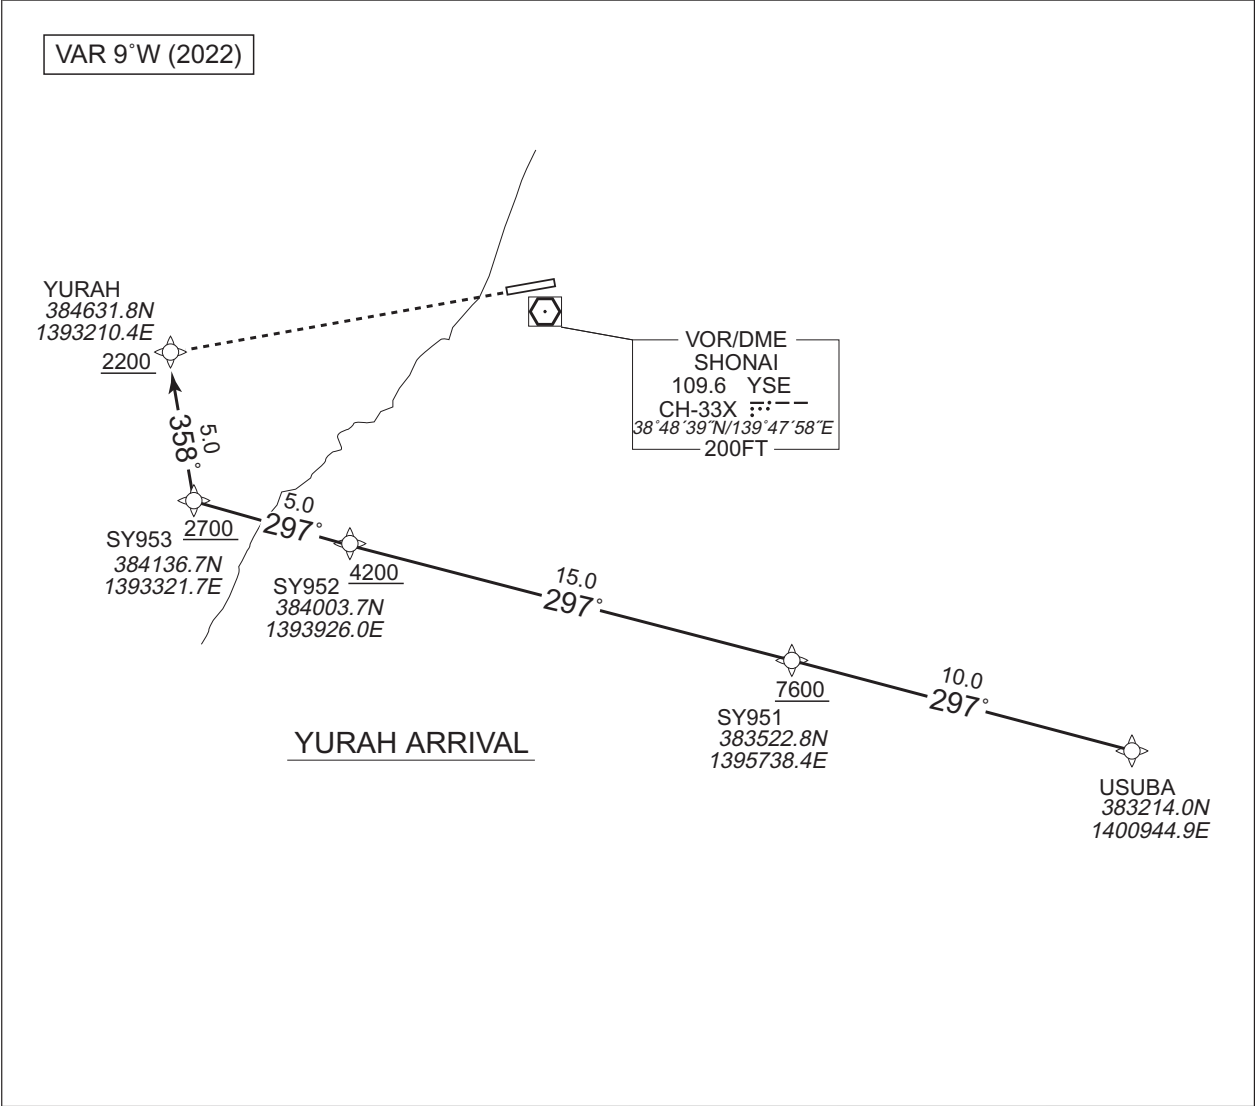 VAR 9°W (2022)
YURAH
384631.8N
1393210.4E
2200
VOR/DME
SHONAI
109.6 YSE
CH-33X
38°48′39″N/139°47′58″E
200FT
5.0
358°
SY953
2700
384136.7N
1393321.7E
5.0
297°
SY952
4200
384003.7N
1393926.0E
15.0
297°
7600
SY951
383522.8N
1395738.4E
10.0
297°
YURAH ARRIVAL
USUBA
383214.0N
1400944.9E